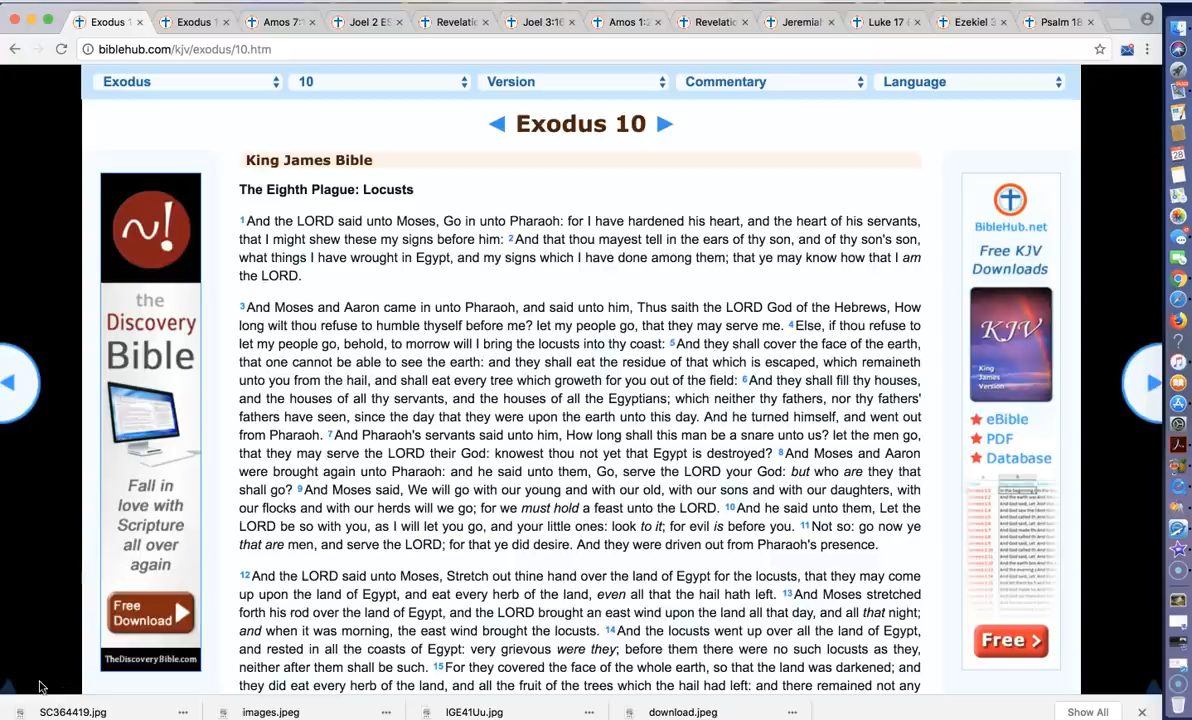 Exodus 1
Exodus 1
Amos 7:1
Joel 2 ES
Revelatio
Joel 3:16
Amos 1:2
Revelatio
Jeremiah
Luke 17
Ezekiel 3
Psalm 18
biblehub.com/kjv/exodus/10.htm
Exodus 10 Version Commentary Language
◄ Exodus 10 ►
King James Bible
The Eighth Plague: Locusts
1And the LORD said unto Moses, Go in unto Pharaoh: for I have hardened his heart, and the heart of his servants,
that I might shew these my signs before him: 2And that thou mayest tell in the ears of thy son, and of thy son's son,
what things I have wrought in Egypt, and my signs which I have done among them; that ye may know how that I am
the LORD.
3And Moses and Aaron came in unto Pharaoh, and said unto him, Thus saith the LORD God of the Hebrews, How
long wilt thou refuse to humble thyself before me? let my people go, that they may serve me. 4Else, if thou refuse to
let my people go, behold, to morrow will I bring the locusts into thy coast: 5And they shall cover the face of the earth,
that one cannot be able to see the earth: and they shall eat the residue of that which is escaped, which remaineth
unto you from the hail, and shall eat every tree which groweth for you out of the field: 6And they shall fill thy houses,
and the houses of all thy servants, and the houses of all the Egyptians; which neither thy fathers, nor thy fathers'
fathers have seen, since the day that they were upon the earth unto this day. And he turned himself, and went out
from Pharaoh. 7And Pharaoh's servants said unto him, How long shall this man be a snare unto us? let the men go,
that they may serve the LORD their God: knowest thou not yet that Egypt is destroyed? 8And Moses and Aaron
were brought again unto Pharaoh: and he said unto them, Go, serve the LORD your God: but who are they that
shall go? 9And Moses said, We will go with our young and with our old, with our sons and with our daughters, with
our flocks and with our herds will we go; for we must hold a feast unto the LORD. 10And he said unto them, Let the
LORD be so with you, as I will let you go, and your little ones: look to it; for evil is before you. 11Not so: go now ye
that are men, and serve the LORD; for that ye did desire. And they were driven out from Pharaoh's presence.
12And the LORD said unto Moses, Stretch out thine hand over the land of Egypt for the locusts, that they may come
up upon the land of Egypt, and eat every herb of the land, even all that the hail hath left. 13And Moses stretched
forth his rod over the land of Egypt, and the LORD brought an east wind upon the land all that day, and all that night;
and when it was morning, the east wind brought the locusts. 14And the locusts went up over all the land of Egypt,
and rested in all the coasts of Egypt: very grievous were they; before them there were no such locusts as they,
neither after them shall be such. 15For they covered the face of the whole earth, so that the land was darkened; and
they did eat every herb of the land, and all the fruit of the trees which the hail had left: and there remained not any
the
Discovery
Bible
Fall in
love with
Scripture
all over
again
Free
Download
TheDiscoveryBible.com
BibleHub.net
Free KJV
Downloads
KJV
King
James
Version
eBible
PDF
Database
Free >
28
SC364419.jpg
images.jpeg
IGE41Uu.jpg
download.jpeg
Show All